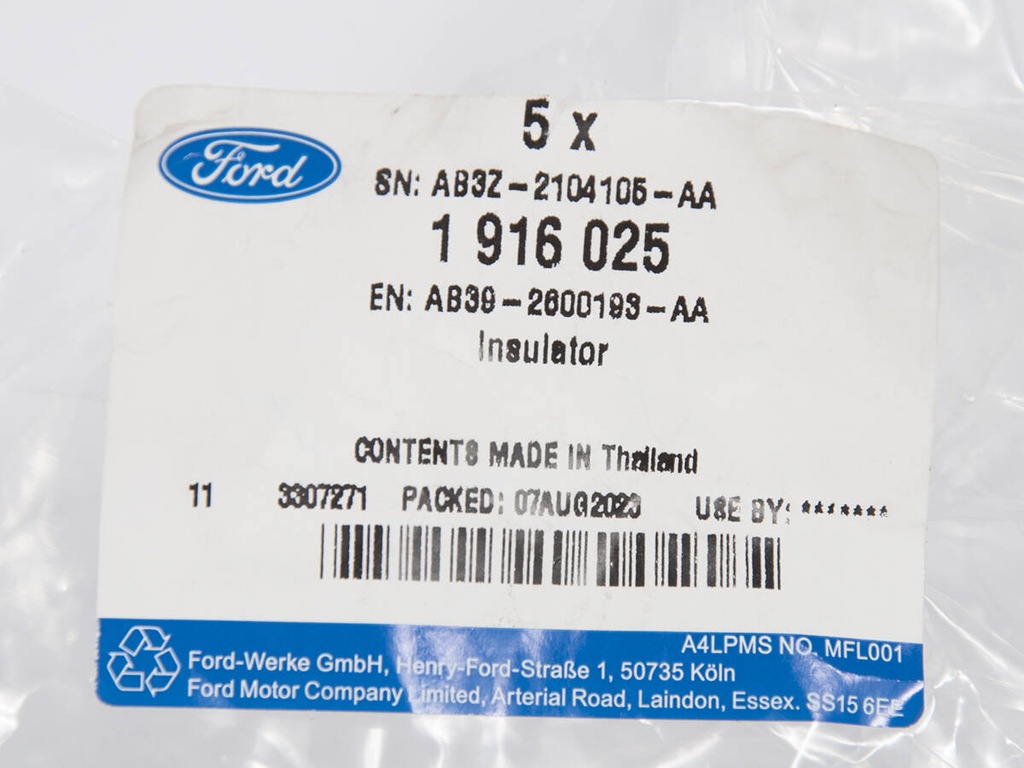 Ford
5 x
SN: AB3Z-2104105-AA
1 916 025
EN: AB39-2600193-AA
Insulator
CONTENTS MADE IN Thailand
11 3307271 PACKED: 07AUG2023 USE BY: *******
A4LPMS NO. MFL001
Ford-Werke GmbH, Henry-Ford-Straße 1, 50735 Köln
Ford Motor Company Limited, Arterial Road, Laindon, Essex. SS15 6EE